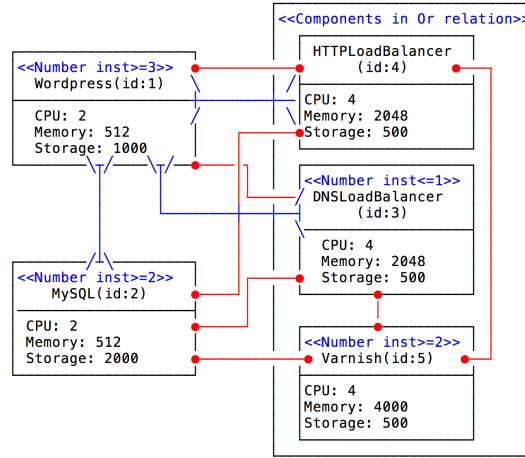 <<Components in Or relation>>
<<Number inst>=3>>
Wordpress(id:1)
CPU: 2
Memory: 512
Storage: 1000
HTTPLoadBalancer
(id:4)
CPU: 4
Memory: 2048
Storage: 500
<<Number inst<=1>>
DNSLoadBalancer
(id:3)
CPU: 4
Memory: 2048
Storage: 500
<<Number inst>=2>>
MySQL(id:2)
CPU: 2
Memory: 512
Storage: 2000
<<Number inst>=2>>
Varnish(id:5)
CPU: 4
Memory: 4000
Storage: 500